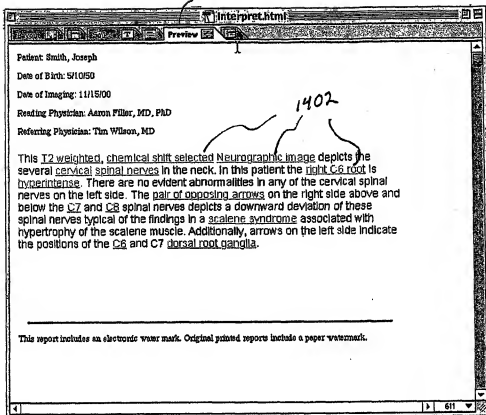 Interpret.html
Preview
Patient: Smith, Joseph
Date of Birth: 5/10/50
Date of Imaging: 11/15/00
Reading Physician: Aaron Filler, MD, PhD
Referring Physician: Tim Wilson, MD
1402
This T2 weighted, chemical shift selected Neurographic image depicts the
several cervical spinal nerves in the neck. In this patient the right C6 root is
hyperintense. There are no evident abnormalities in any of the cervical spinal
nerves on the left side. The pair of opposing arrows on the right side above and
below the C7 and C8 spinal nerves depicts a downward deviation of these
spinal nerves typical of the findings in a scalene syndrome associated with
hypertrophy of the scalene muscle. Additionally, arrows on the left side indicate
the positions of the C6 and C7 dorsal root ganglia.
This report includes an electronic water mark. Original printed reports include a paper watermark.
611